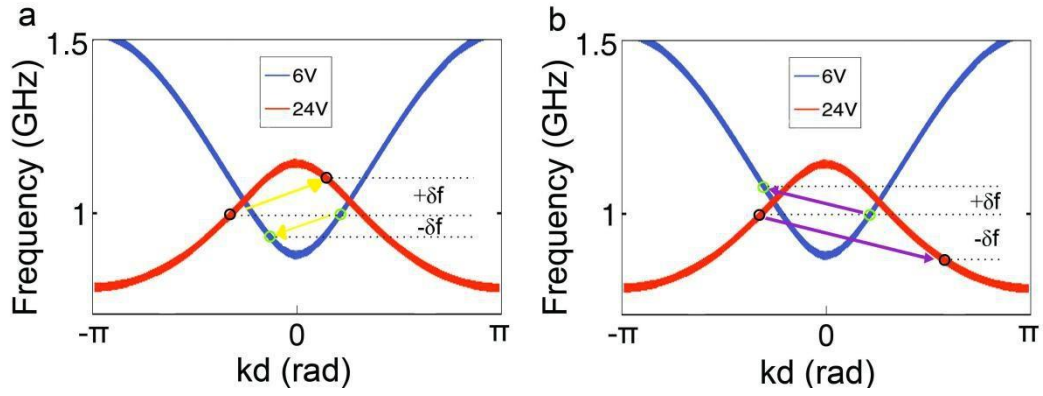 a
1.5
6V
24V
+δf
1
-δf
Frequency (GHz)
-π
0
π
kd (rad)
b
1.5
6V
24V
+δf
1
-δf
Frequency (GHz)
-π
0
π
kd (rad)